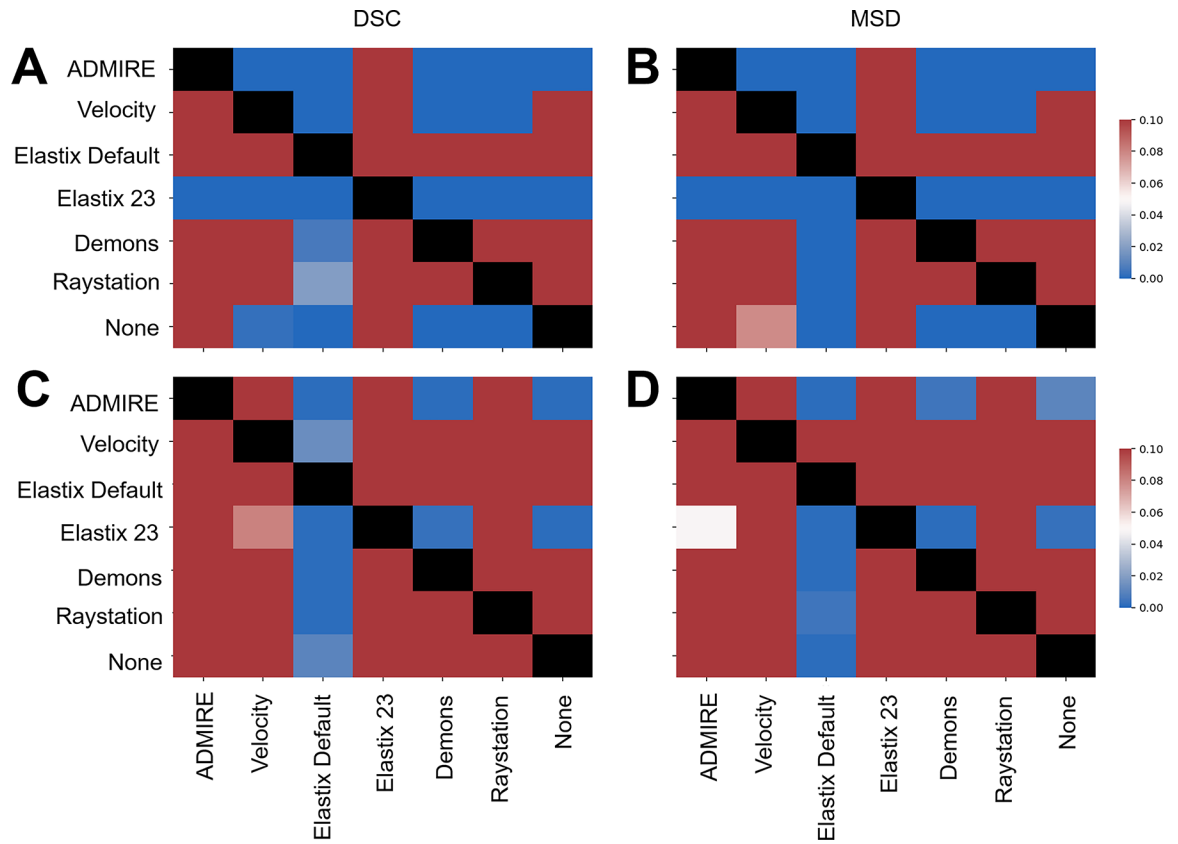 DSC
MSD
A
ADMIRE
Velocity
Elastix Default
Elastix 23
Demons
Raystation
None
B
0.10
0.08
0.06
0.04
0.02
0.00
C
ADMIRE
Velocity
Elastix Default
Elastix 23
Demons
Raystation
None
D
0.10
0.08
0.06
0.04
0.02
0.00
ADMIRE
Velocity
Elastix Default
Elastix 23
Demons
Raystation
None
ADMIRE
Velocity
Elastix Default
Elastix 23
Demons
Raystation
None